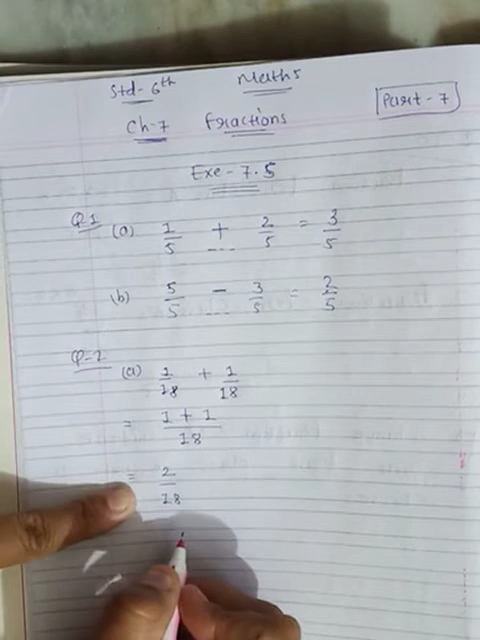 Std-6th Maths
Part-7
Ch-7 Fractions
Exe-7.5
Q1 (a) 1/5 + 2/5 = 3/5
(b) 5/5 - 3/5 = 2/5
Q-2 (a) 1/18 + 1/18
= 1+1/18
= 2/18